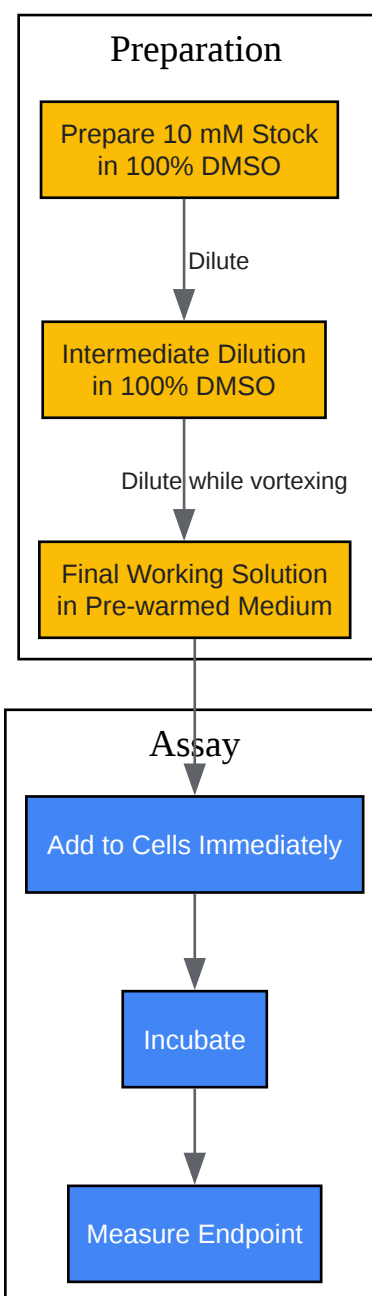 Preparation
Prepare 10 mM Stock
in 100% DMSO
Dilute
Intermediate Dilution
in 100% DMSO
Dilute while vortexing
Final Working Solution
in Pre-warmed Medium
Assay
Add to Cells Immediately
Incubate
Measure Endpoint